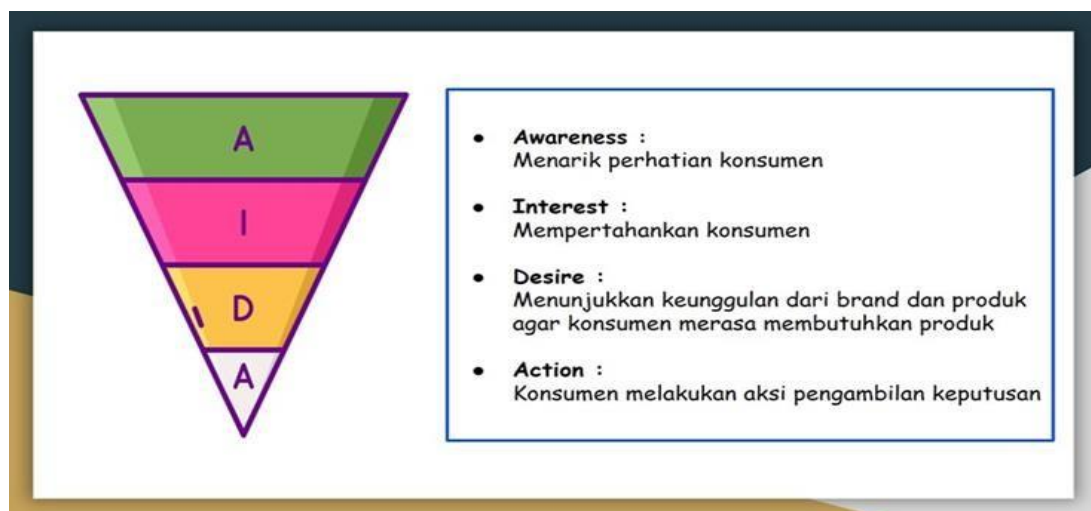 A
I
D
A
• Awareness :
Menarik perhatian konsumen
• Interest :
Mempertahankan konsumen
• Desire :
Menunjukkan keunggulan dari brand dan produk
agar konsumen merasa membutuhkan produk
• Action :
Konsumen melakukan aksi pengambilan keputusan